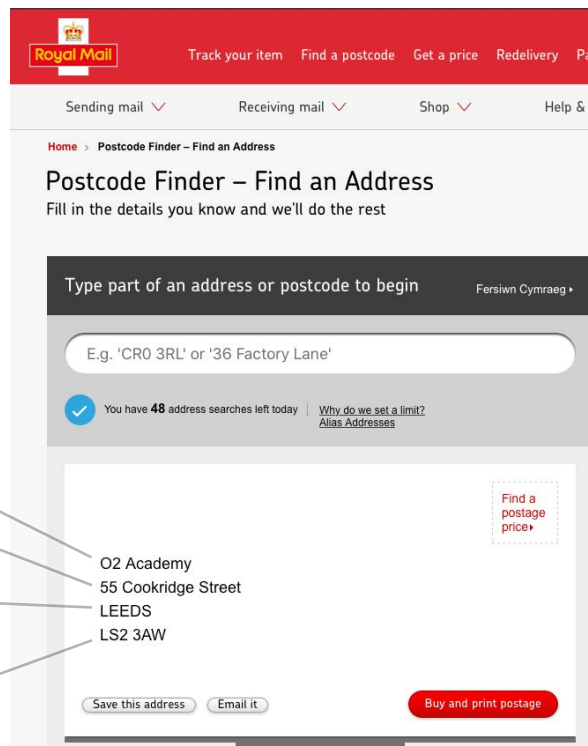 Royal Mail
Track your item Find a postcode Get a price Redelivery
Sending mail Receiving mail Shop Help &
Home > Postcode Finder – Find an Address
Postcode Finder – Find an Address
Fill in the details you know and we'll do the rest
Type part of an address or postcode to begin
Fersiwn Cymraeg
E.g. 'CR0 3RL' or '36 Factory Lane'
You have 48 address searches left today
Why do we set a limit?
Alias Addresses
Find a
postage
price
O2 Academy
55 Cookridge Street
LEEDS
LS2 3AW
Save this address Email it Buy and print postage